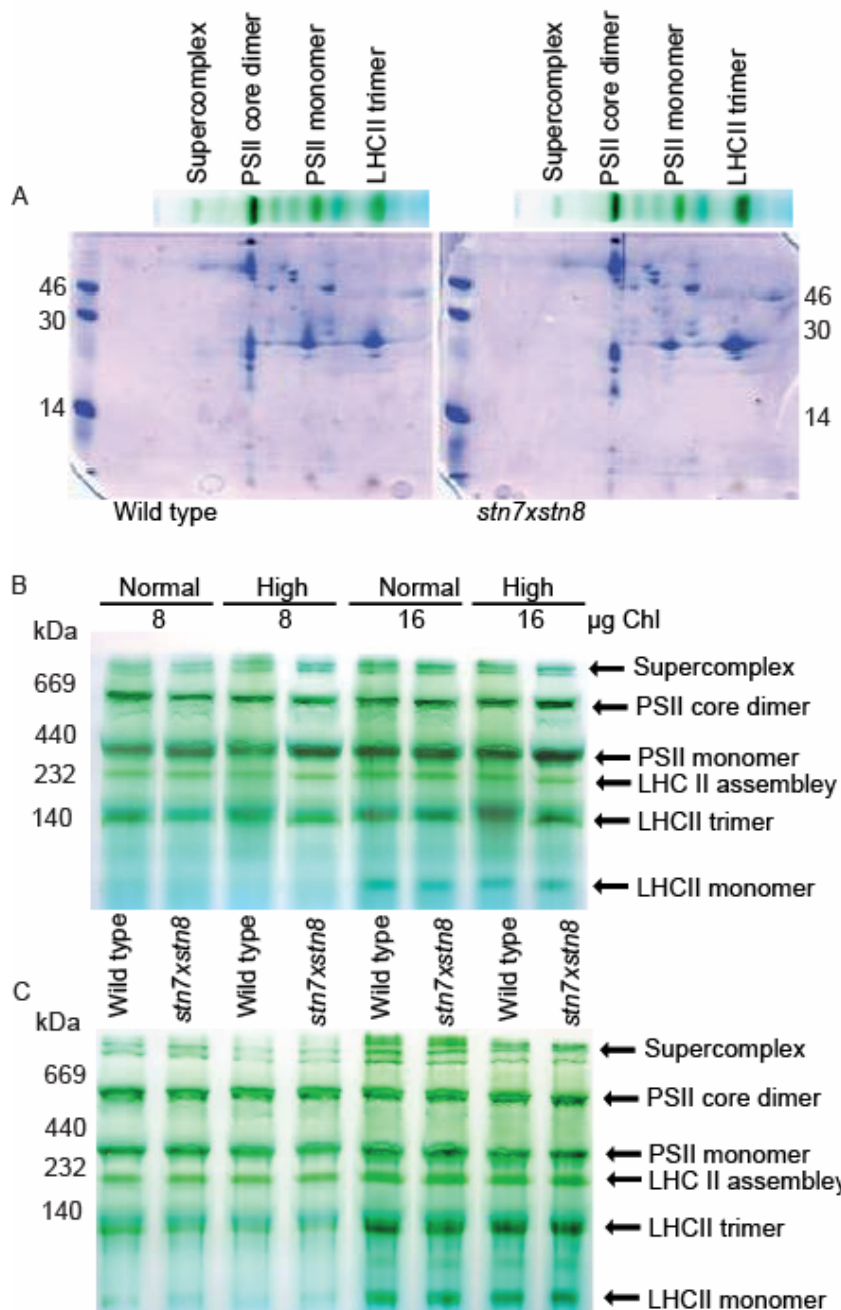 Supercomplex
PSII core dimer
PSII monomer
LHCII trimer
Supercomplex
PSII core dimer
PSII monomer
LHCII trimer
A
46
30
14
46
30
14
Wild type
stn7xstn8
B
Normal High Normal High
8 8 16 16 µg Chl
kDa
669
440
232
140
Supercomplex
PSII core dimer
PSII monomer
LHC II assembley
LHCII trimer
LHCII monomer
Wild type
stn7xstn8
Wild type
stn7xstn8
Wild type
stn7xstn8
Wild type
stn7xstn8
C
kDa
669
440
232
140
Supercomplex
PSII core dimer
PSII monomer
LHC II assembley
LHCII trimer
LHCII monomer